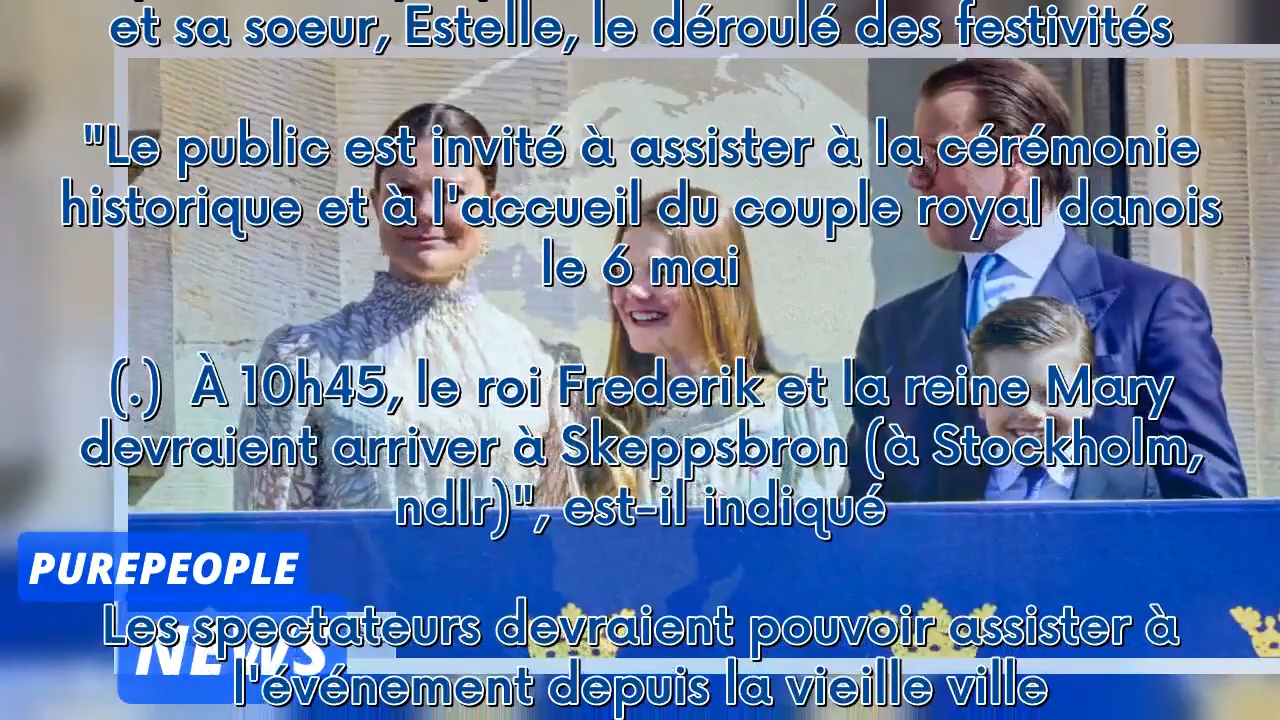 et sa soeur, Estelle, le déroulé des festivités
"Le public est invité à assister à la cérémonie
historique et à l'accueil du couple royal danois
le 6 mai
(.) À 10h45, le roi Frederik et la reine Mary
devraient arriver à Skeppsbron (à Stockholm,
ndlr)", est-il indiqué
PUREPEOPLE
Les spectateurs devraient pouvoir assister à
NEWS
l'événement depuis la vieille ville